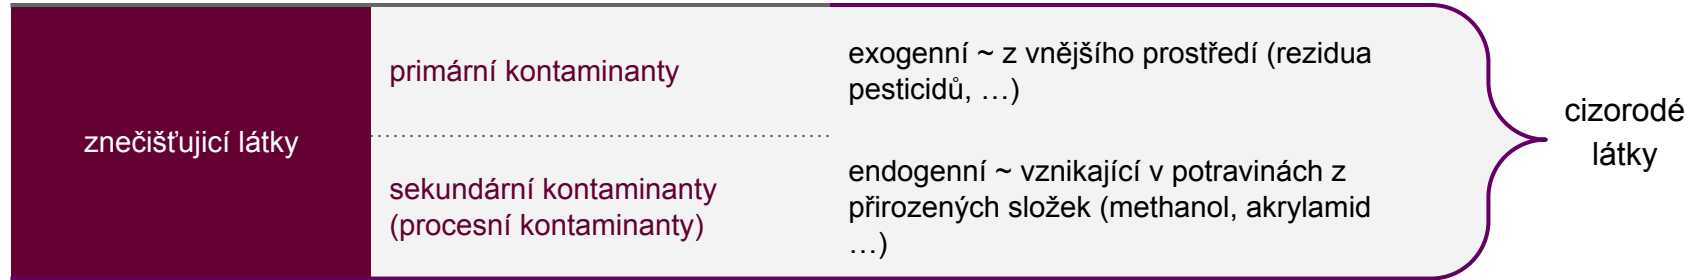 znečišťujicí látky
primární kontaminanty
exogenní ~ z vnějšího prostředí (rezidua
pesticidů, …)
sekundární kontaminanty
(procesní kontaminanty)
endogenní ~ vznikající v potravinách z
přirozených složek (methanol, akrylamid
…)
cizorodé
látky